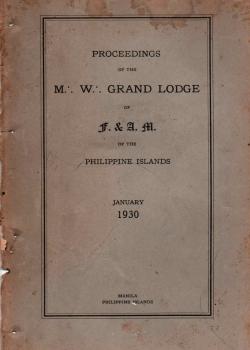 PROCEEDINGS
OF THE
M∴ W∴ GRAND LODGE
OF
F. & A. M.
OF THE
PHILIPPINE ISLANDS
JANUARY
1930
MANILA
PHILIPPINE ISLANDS